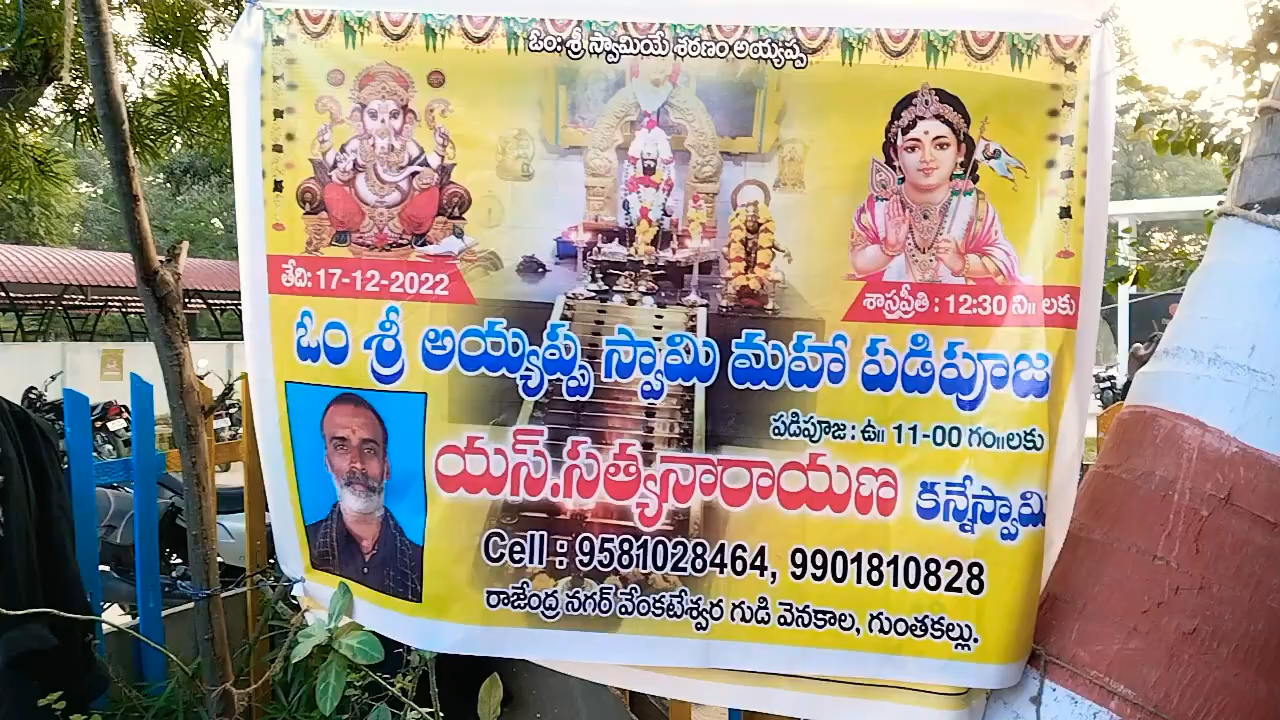 ఓం: శ్రీ స్వామియే శరణం అయ్యప్ప
తేది: 17-12-2022
శాస్రప్రీతి : 12:30 ని॥ లకు
ఓం శ్రీ అయ్యప్ప స్వామి మహా పడిపూజ
పడిపూజ : ఉ॥ 11-00 గం॥లకు
యస్.సత్యనారాయణ కన్నేస్వామి
Cell : 9581028464, 9901810828
రాజేంద్ర నగర్ వేంకటేశ్వర గుడి వెనకాల, గుంతకల్లు.